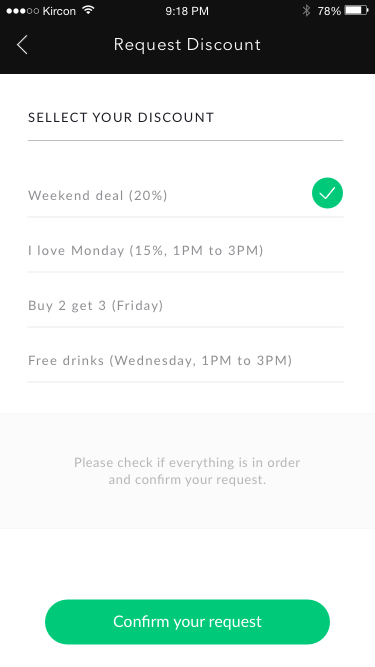 Kircon
9:18 PM
78%
Request Discount
SELLECT YOUR DISCOUNT
Weekend deal (20%)
I love Monday (15%, 1PM to 3PM)
Buy 2 get 3 (Friday)
Free drinks (Wednesday, 1PM to 3PM)
Please check if everything is in order
and confirm your request.
Confirm your request